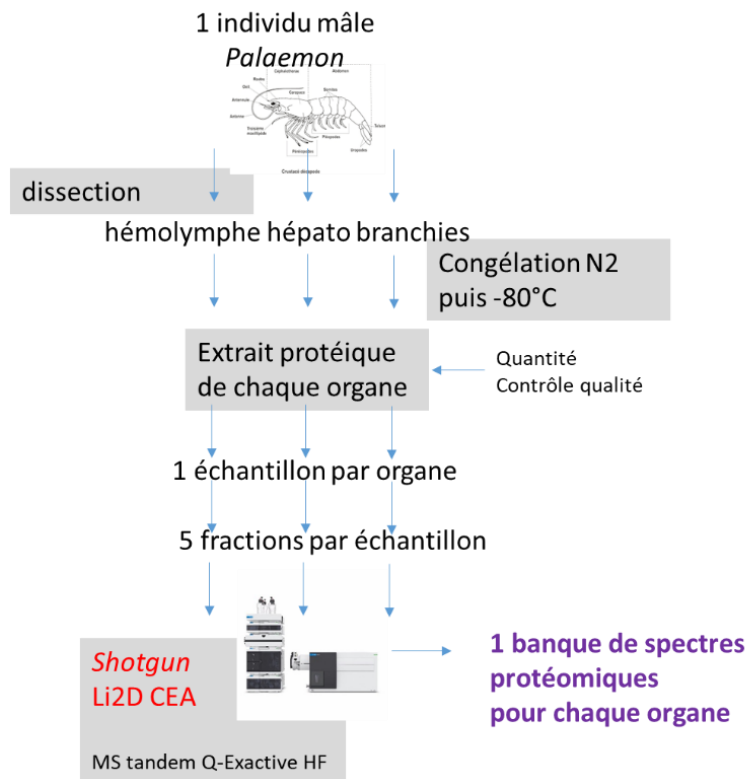 1 individu mâle
Palaemon
Cephalothorax
Abdomen
dissection
hémolymphe hépato branchies
Congélation N2
puis -80°C
Extrait protéique
de chaque organe
Quantité
Contrôle qualité
1 échantillon par organe
5 fractions par échantillon
Shotgun
Li2D CEA
MS tandem Q-Exactive HF
1 banque de spectres
protéomiques
pour chaque organe